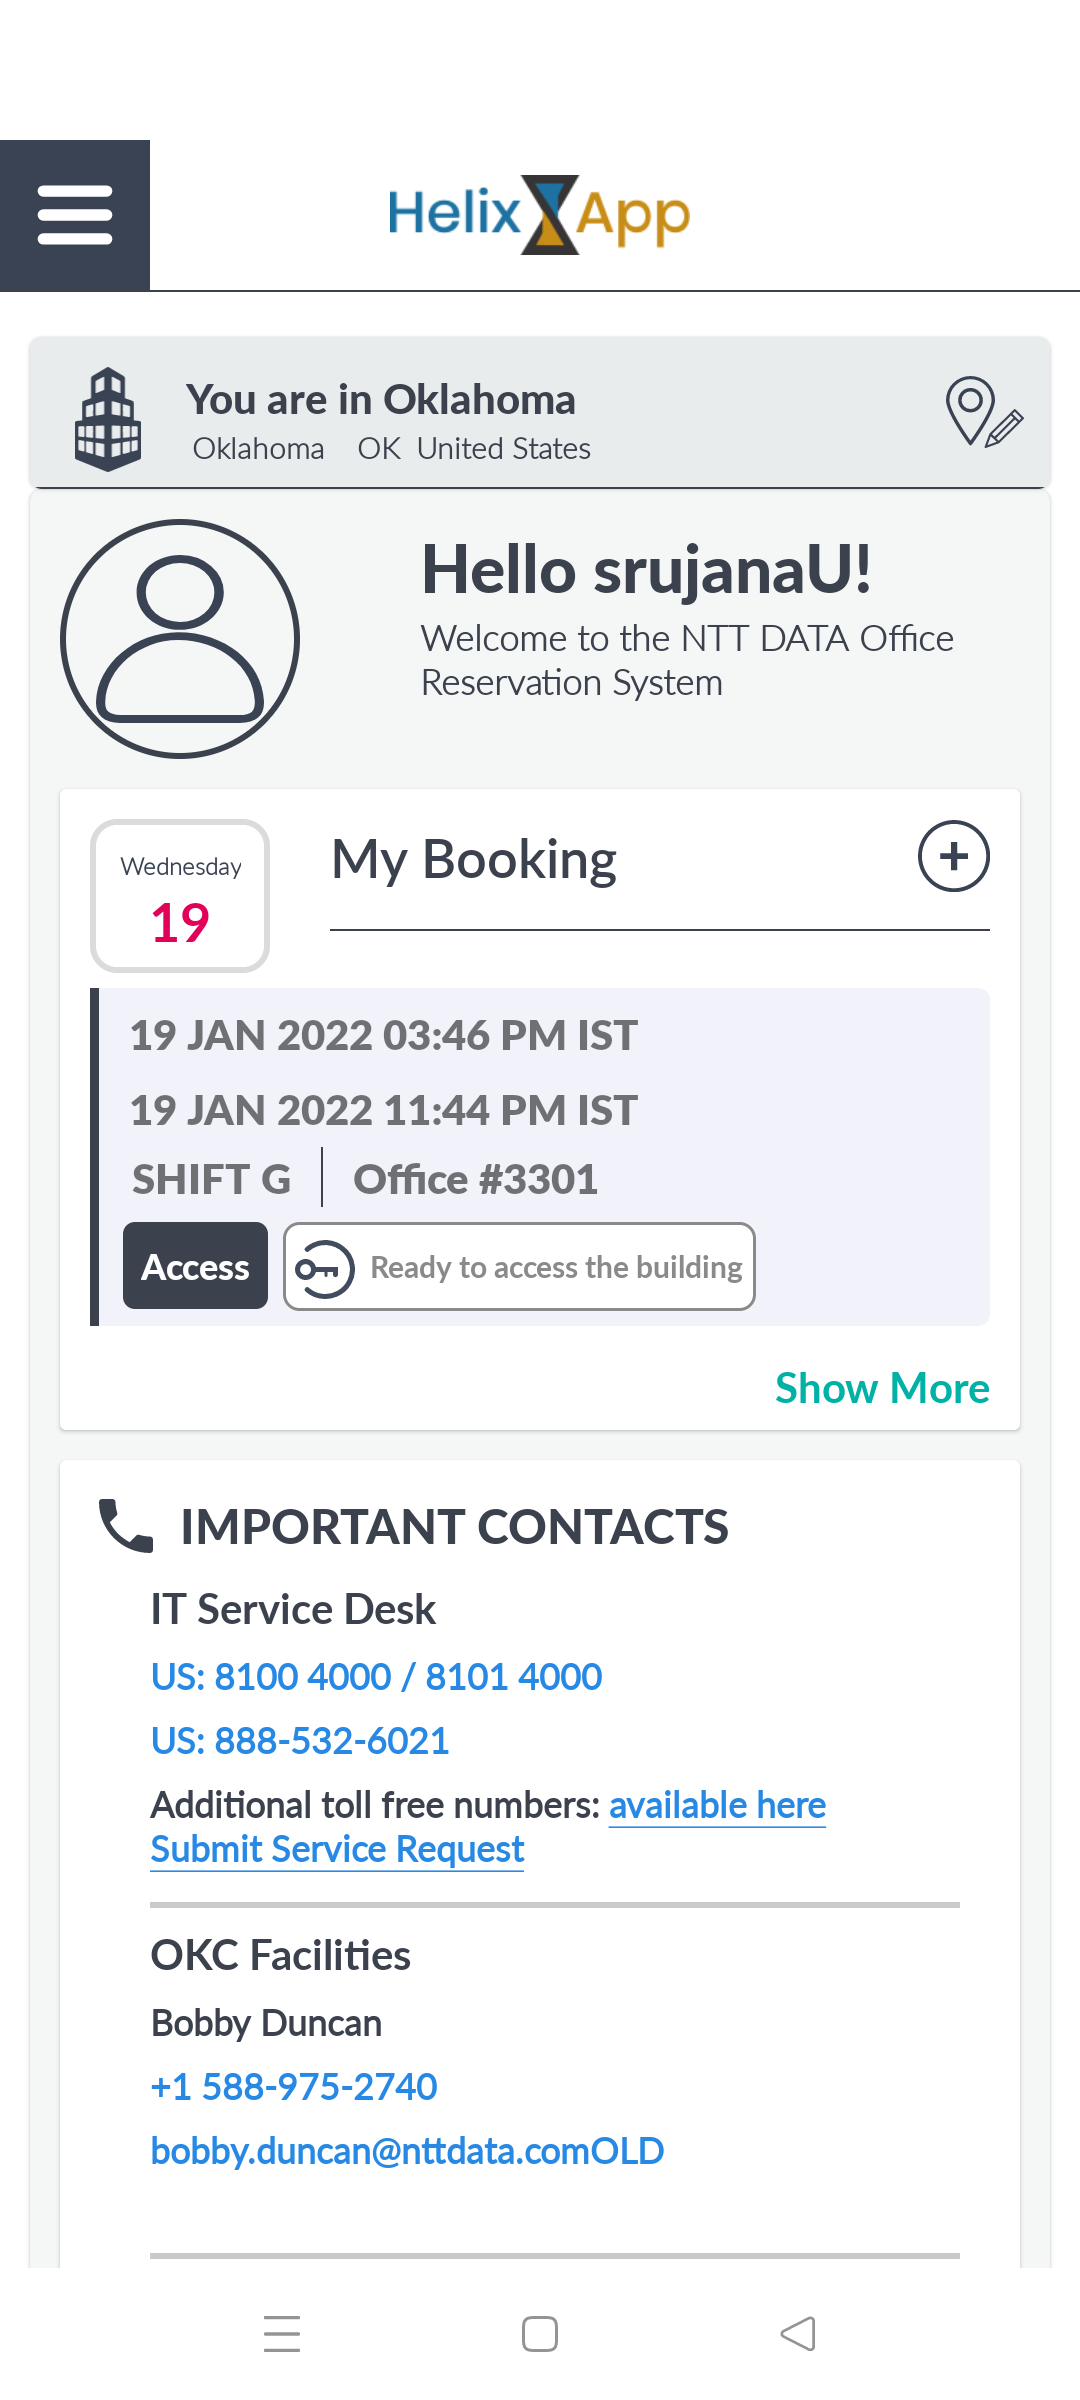 Helix App
You are in Oklahoma
Oklahoma OK United States
Hello srujanaU!
Welcome to the NTT DATA Office
Reservation System
Wednesday
19
My Booking
19 JAN 2022 03:46 PM IST
19 JAN 2022 11:44 PM IST
SHIFT G
Office #3301
Access
Ready to access the building
Show More
IMPORTANT CONTACTS
IT Service Desk
US: 8100 4000 / 8101 4000
US: 888-532-6021
Additional toll free numbers: available here
Submit Service Request
OKC Facilities
Bobby Duncan
+1 588-975-2740
bobby.duncan@nttdata.comOLD